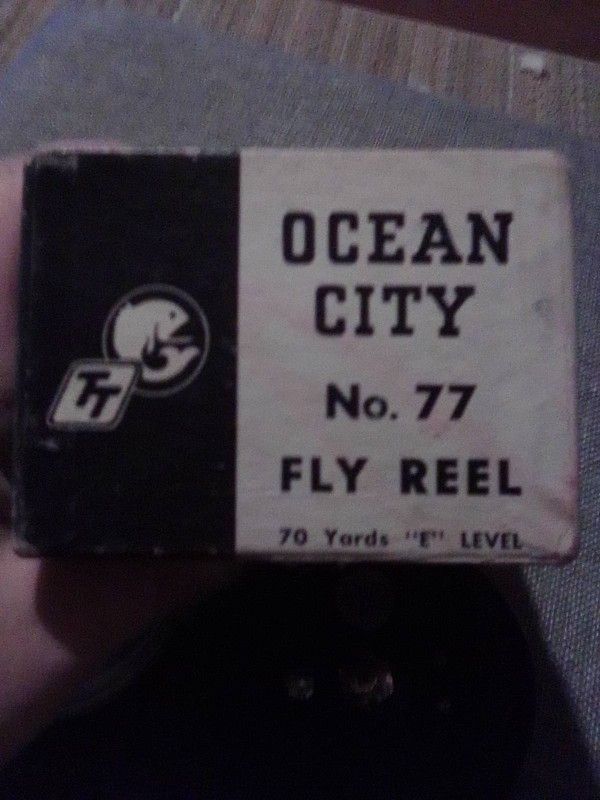 TT
OCEAN
CITY
No. 77
FLY REEL
70 Yards "E" LEVEL